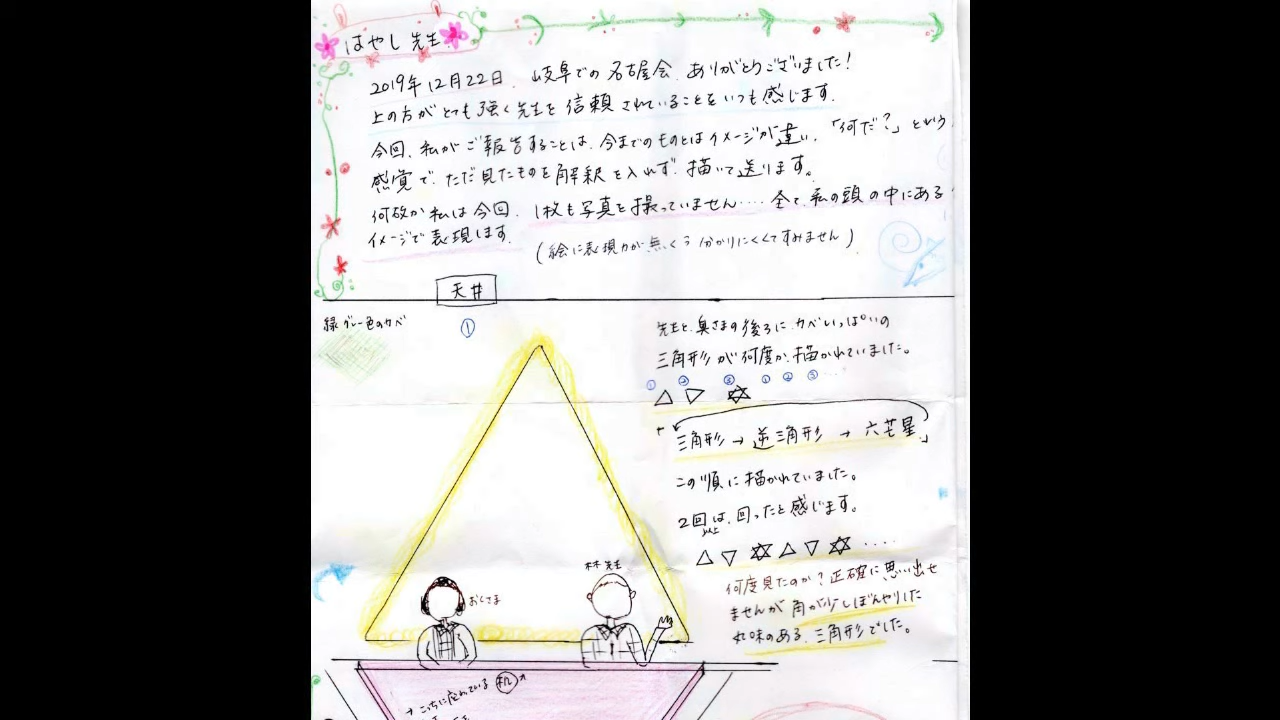 はやし先生
2019年12月22日、岐阜での名古屋会、ありがとうございました!
上の方がとても強く先生を信頼されていることをいつも感じます。
今回、私がご報告することは、今までのものとはイメージが違い、「何だ?」という
感覚で、ただ見たものを解釈を入れず、描いて送ります。
何故か私は今回、1枚も写真を撮っていません‥‥全て、私の頭の中にある
イメージで表現します。
(絵に表現力が無くう分かりにくくてすみません)
天井
緑グレー色のカベ
①
先生と、奥さまの後ろに、カベいっぱいの
三角形が何度か、描かれていました。
① ② ③ ① ② ③ ‥
△ ▽ ✡
「三角形→逆三角形→六芒星」
この順に描かれていました。
2回以上は、回ったと感じます。
△ ▽ ✡ △ ▽ ✡ ‥‥
何度見たのか?正確に思い出せ
ませんが角が少しぼんやりした
丸味のある、三角形でした。
おくさま
林先生
こっちに座れている 机